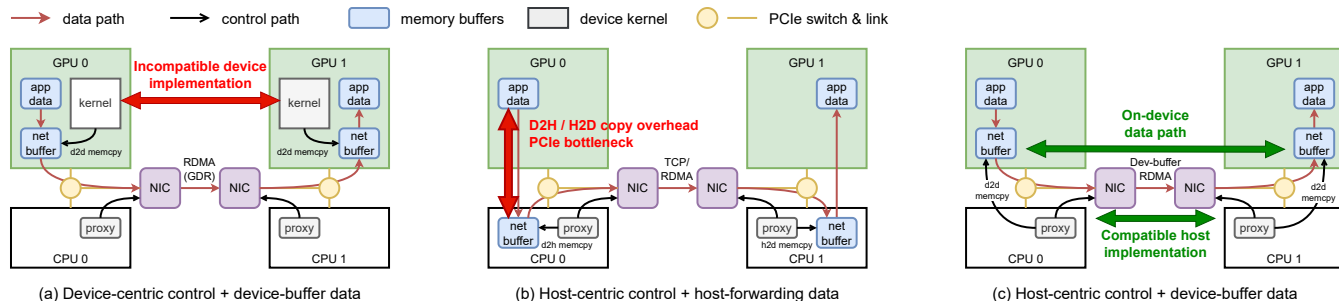 data path
control path
memory buffers
device kernel
PCIe switch & link
GPU 0
Incompatible device
implementation
GPU 1
app
data
kernel
kernel
app
data
net
buffer
d2d memcpy
d2d memcpy
net
buffer
RDMA
(GDR)
NIC
NIC
proxy
proxy
CPU 0
CPU 1
(a) Device-centric control + device-buffer data
GPU 0
GPU 1
app
data
app
data
D2H / H2D copy overhead
PCIe bottleneck
TCP/
RDMA
NIC
NIC
net
buffer
proxy
d2h memcpy
proxy
h2d memcpy
net
buffer
CPU 0
CPU 1
(b) Host-centric control + host-forwarding data
GPU 0
GPU 1
app
data
app
data
On-device
data path
net
buffer
net
buffer
Dev-buffer
RDMA
d2d
memcpy
NIC
NIC
d2d
memcpy
proxy
proxy
Compatible host
implementation
CPU 0
CPU 1
(c) Host-centric control + device-buffer data